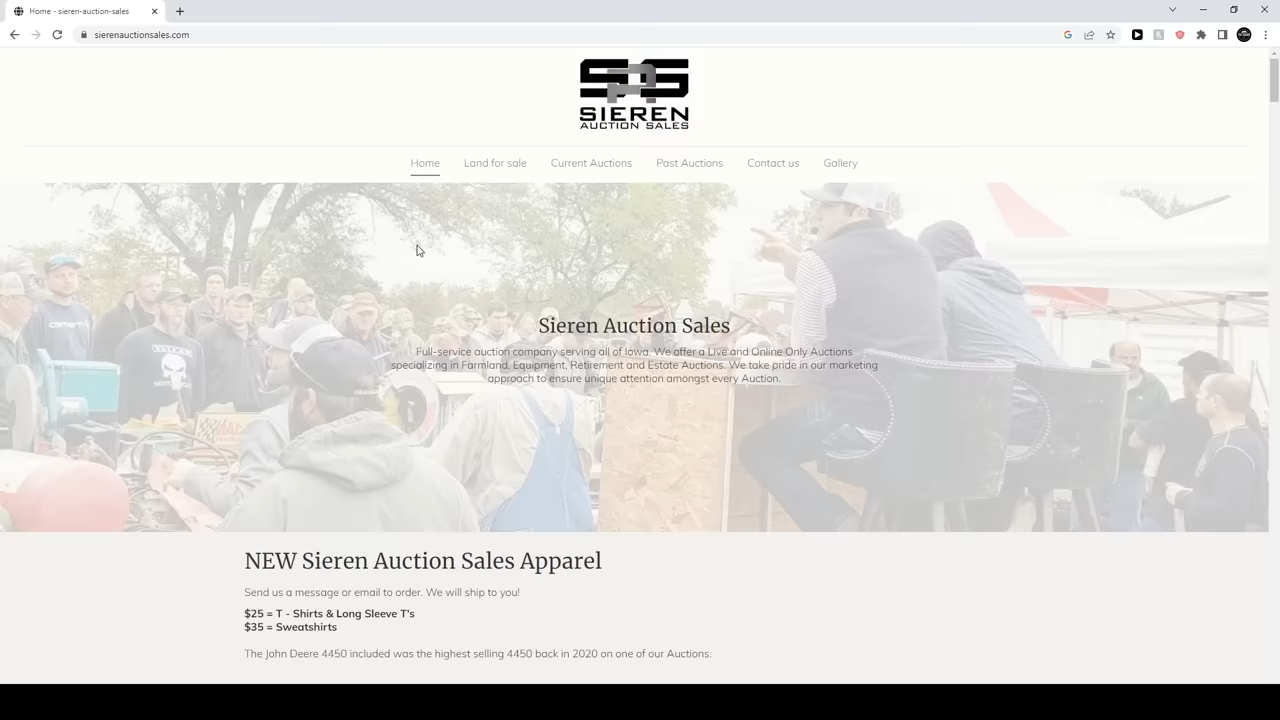 Home - sieren-auction-sales
sierenauctionsales.com
SAS
SIEREN
AUCTION SALES
Home Land for sale Current Auctions Past Auctions Contact us Gallery
Sieren Auction Sales
Full-service auction company serving all of Iowa. We offer a Live and Online Only Auctions
specializing in Farmland, Equipment, Retirement and Estate Auctions. We take pride in our marketing
approach to ensure unique attention amongst every Auction.
NEW Sieren Auction Sales Apparel
Send us a message or email to order. We will ship to you!
$25 = T - Shirts & Long Sleeve T's
$35 = Sweatshirts
The John Deere 4450 included was the highest selling 4450 back in 2020 on one of our Auctions.